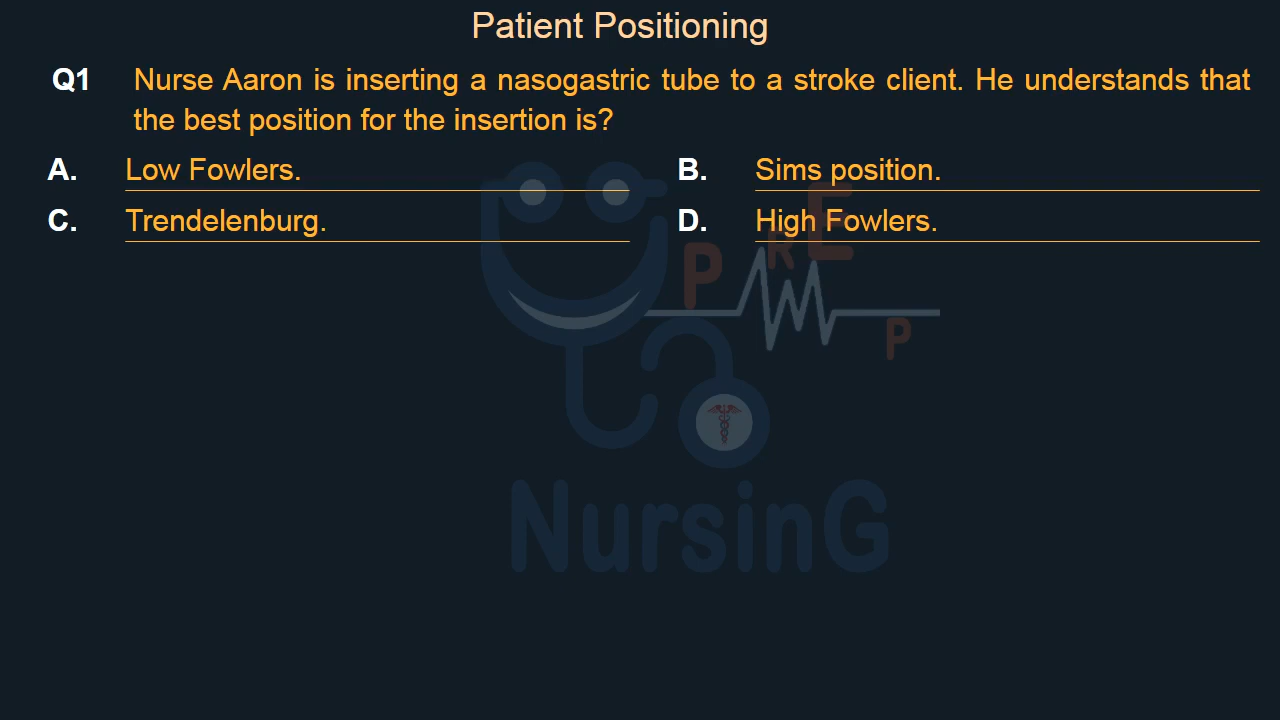 Patient Positioning
Q1 Nurse Aaron is inserting a nasogastric tube to a stroke client. He understands that
the best position for the insertion is?
A. Low Fowlers. B. Sims position.
C. Trendelenburg. D. High Fowlers.
PREP
NursinG